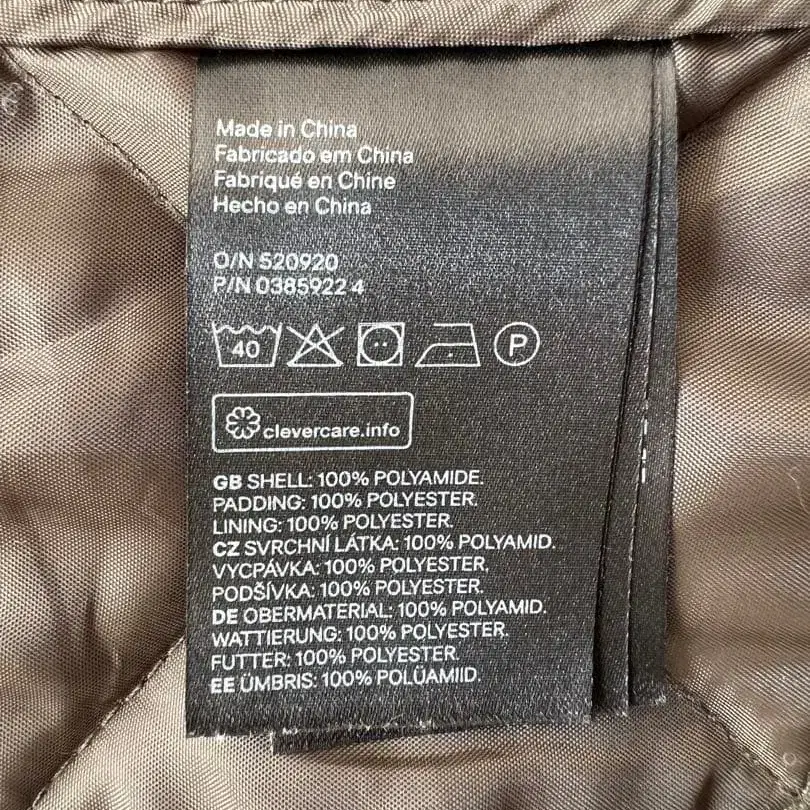 Made in China
Fabricado em China
Fabriqué en Chine
Hecho en China
O/N 520920
P/N 0385922 4
40 P
clevercare.info
GB SHELL: 100% POLYAMIDE.
PADDING: 100% POLYESTER.
LINING: 100% POLYESTER.
CZ SVRCHNÍ LÁTKA: 100% POLYAMID.
VYCPÁVKA: 100% POLYESTER.
PODŠÍVKA: 100% POLYESTER.
DE OBERMATERIAL: 100% POLYAMID.
WATTIERUNG: 100% POLYESTER.
FUTTER: 100% POLYESTER.
EE ÜMBRIS: 100% POLÜAMIID.